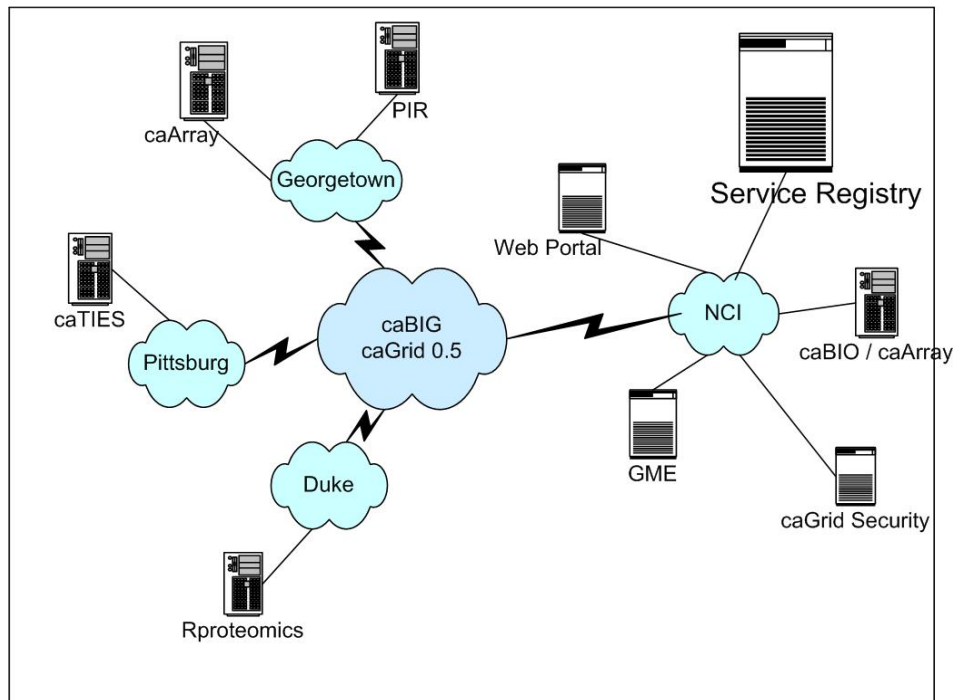 PIR
caArray
Georgetown
Service Registry
Web Portal
caTIES
NCI
caBIG
caGrid 0.5
caBIO / caArray
Pittsburg
GME
Duke
caGrid Security
Rproteomics